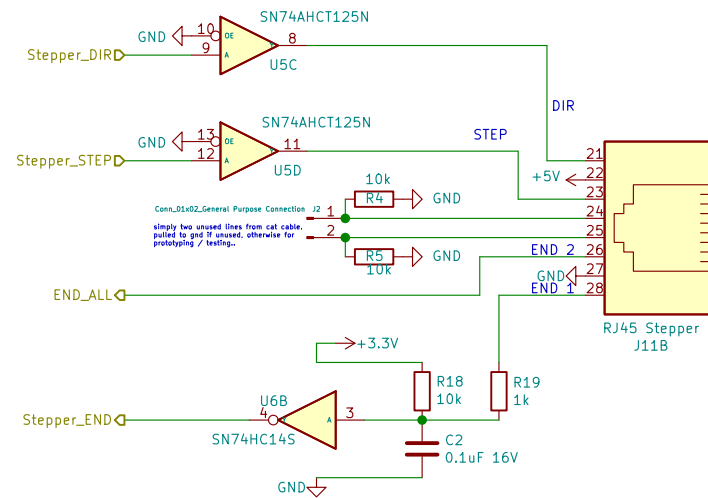 SN74AHCT125N
GND
10
OE
8
Stepper_DIR
9
A
U5C
SN74AHCT125N
DIR
GND
13
OE
STEP
11
Stepper_STEP
12
A
U5D
21
+5V
22
10k
R4
GND
23
Conn_01x02_General Purpose Connection J2
1
24
simply two unused lines from cat cable.
pulled to gnd if unused, otherwise for
prototyping / testing..
2
25
END 2
26
R5
GND
10k
GND
27
END_ALL
END 1
28
RJ45 Stepper
J11B
+3.3V
R18
10k
R19
1k
U6B
Stepper_END
4
A
3
SN74HC14S
C2
0.1uF 16V
GND